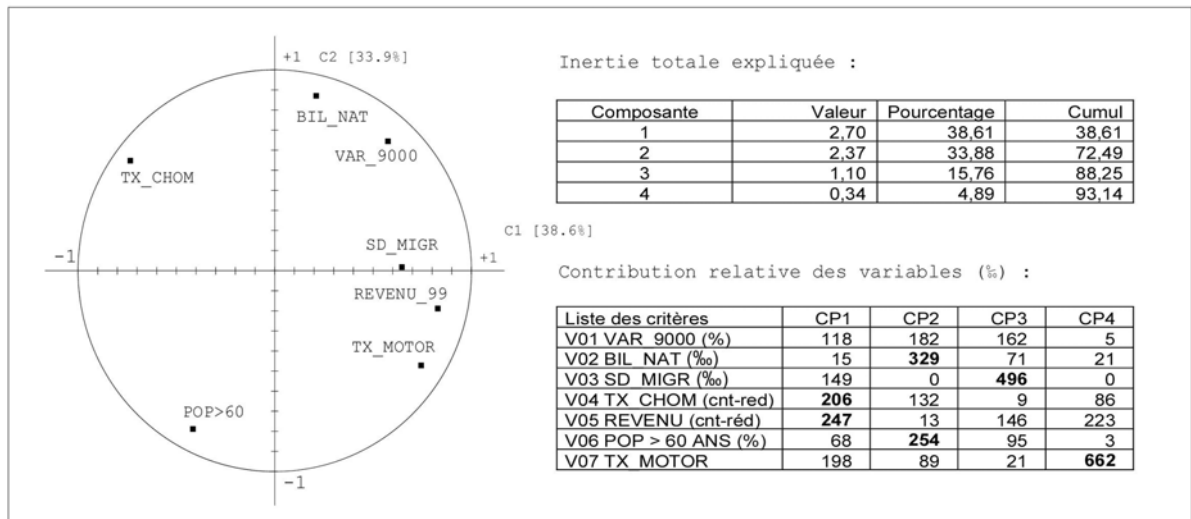 +1 C2 [33.9%]
BIL_NAT
VAR_9000
TX_CHOM
C1 [38.6%]
SD_MIGR
-1
+1
REVENU_99
TX_MOTOR
POP>60
-1
Inertie totale expliquée :
Composante Valeur Pourcentage Cumul
1 2,70 38,61 38,61
2 2,37 33,88 72,49
3 1,10 15,76 88,25
4 0,34 4,89 93,14
Contribution relative des variables (‰) :
Liste des critères CP1 CP2 CP3 CP4
V01 VAR 9000 (%) 118 182 162 5
V02 BIL NAT (‰) 15 329 71 21
V03 SD MIGR (‰) 149 0 496 0
V04 TX CHOM (cnt-red) 206 132 9 86
V05 REVENU (cnt-réd) 247 13 146 223
V06 POP > 60 ANS (%) 68 254 95 3
V07 TX MOTOR 198 89 21 662